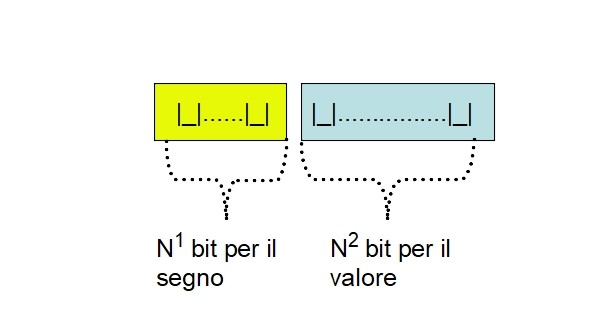 |_|......|_| |_|................|_|
N¹ bit per il segno
N² bit per il valore